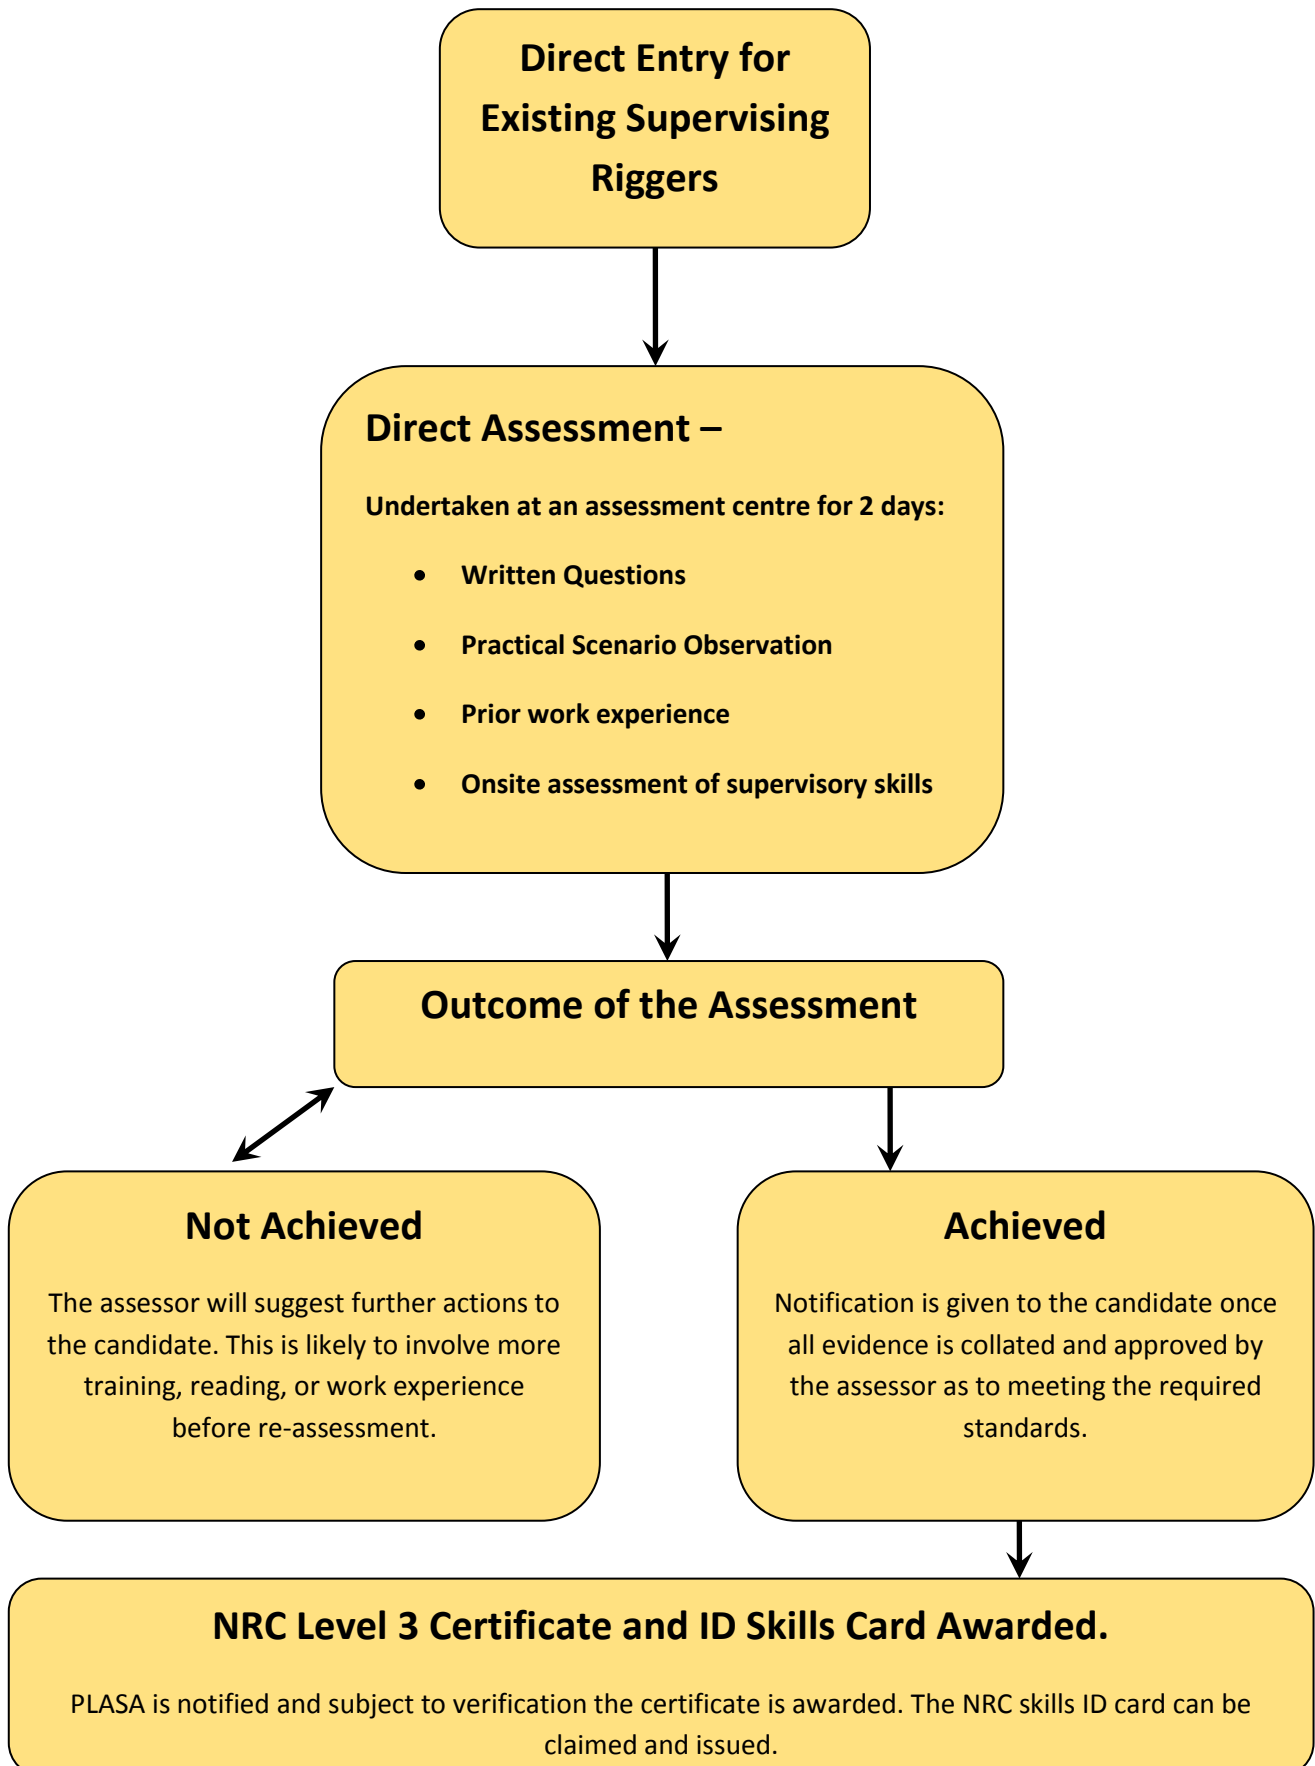 Direct Entry for
Existing Supervising
Riggers
Direct Assessment –
Undertaken at an assessment centre for 2 days:
• Written Questions
• Practical Scenario Observation
• Prior work experience
• Onsite assessment of supervisory skills
Outcome of the Assessment
Not Achieved
The assessor will suggest further actions to
the candidate. This is likely to involve more
training, reading, or work experience
before re-assessment.
Achieved
Notification is given to the candidate once
all evidence is collated and approved by
the assessor as to meeting the required
standards.
NRC Level 3 Certificate and ID Skills Card Awarded.
PLASA is notified and subject to verification the certificate is awarded. The NRC skills ID card can be
claimed and issued.